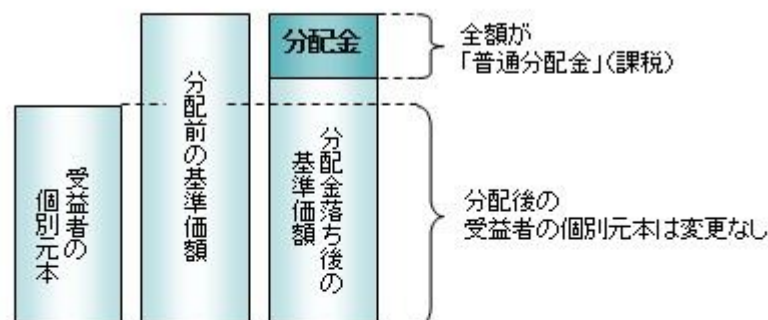 受益者の
個別元本
分配前の基準価額
分配金
分配金落ち後の
基準価額
全額が
「普通分配金」(課税)
分配後の
受益者の個別元本は変更なし